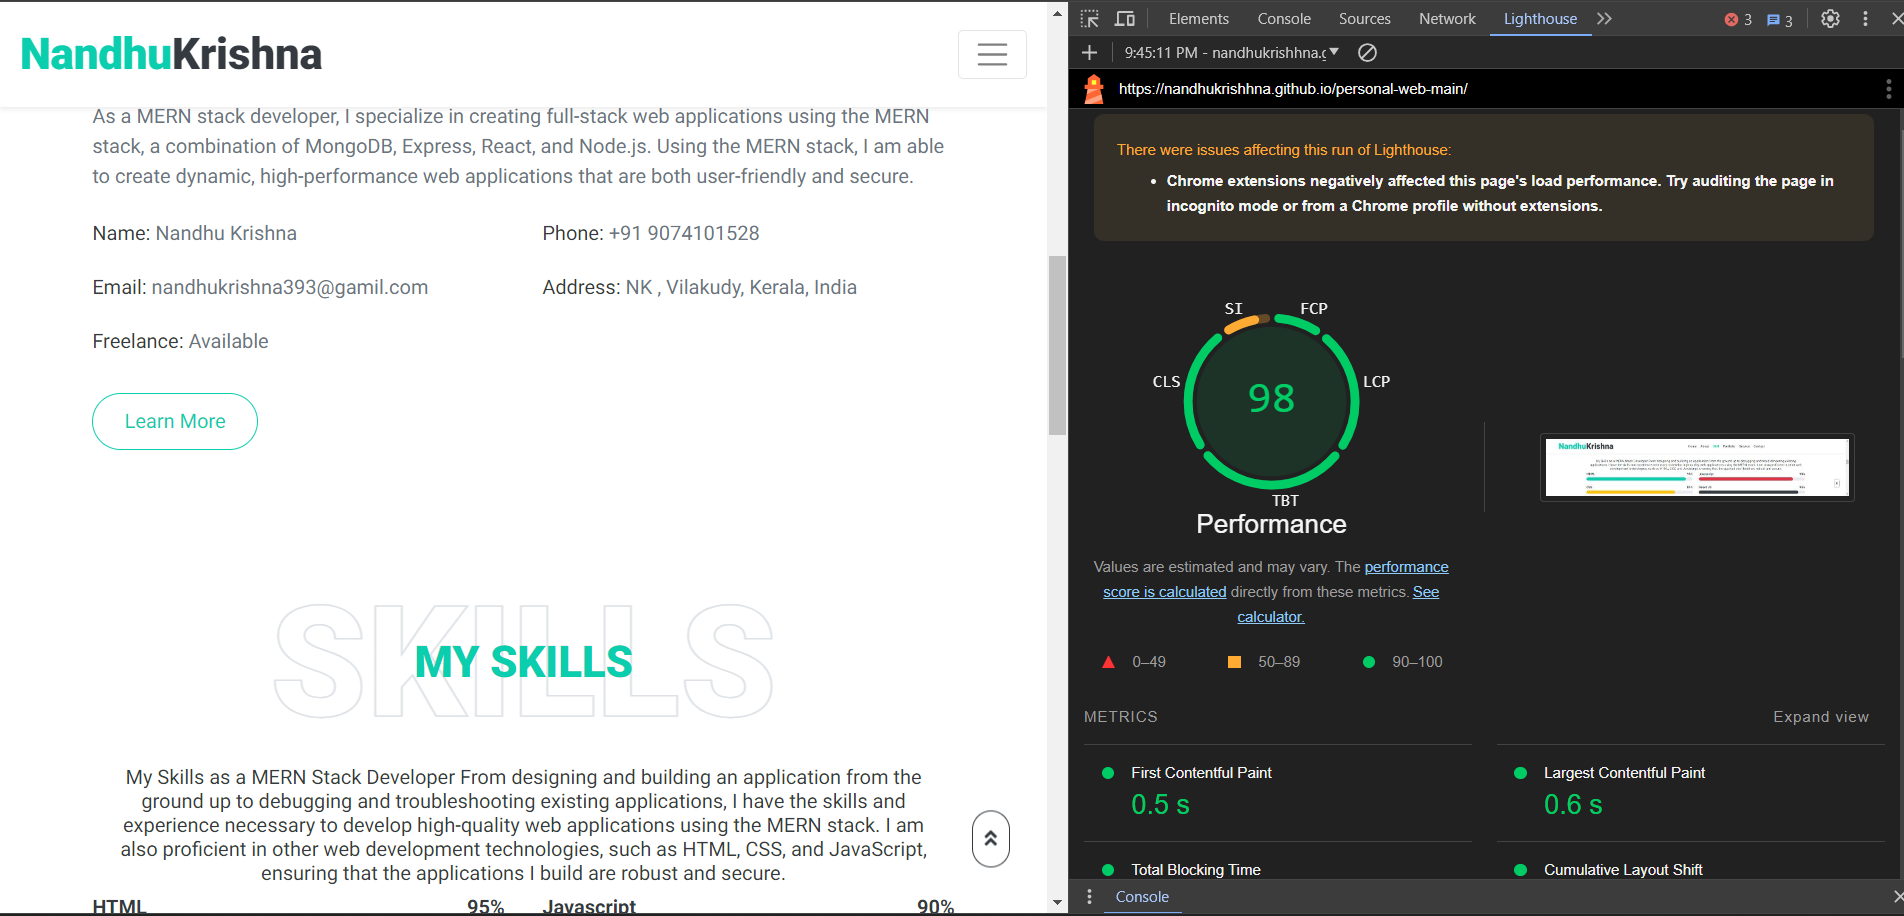 NandhuKrishna
As a MERN stack developer, I specialize in creating full-stack web applications using the MERN
stack, a combination of MongoDB, Express, React, and Node.js. Using the MERN stack, I am able
to create dynamic, high-performance web applications that are both user-friendly and secure.
Name: Nandhu Krishna
Phone: +91 9074101528
Email: nandhukrishna393@gamil.com
Address: NK , Vilakudy, Kerala, India
Freelance: Available
Learn More
SKILLS
MY SKILLS
My Skills as a MERN Stack Developer From designing and building an application from the
ground up to debugging and troubleshooting existing applications, I have the skills and
experience necessary to develop high-quality web applications using the MERN stack. I am
also proficient in other web development technologies, such as HTML, CSS, and JavaScript,
ensuring that the applications I build are robust and secure.
HTML 95% Javascript 90%
Elements Console Sources Network Lighthouse 3 3
9:45:11 PM - nandhukrishhna.g
https://nandhukrishhna.github.io/personal-web-main/
There were issues affecting this run of Lighthouse:
• Chrome extensions negatively affected this page's load performance. Try auditing the page in
incognito mode or from a Chrome profile without extensions.
SI FCP
CLS LCP
98
TBT
Performance
NandhuKrishna
Values are estimated and may vary. The performance
score is calculated directly from these metrics. See
calculator.
0–49 50–89 90–100
METRICS
Expand view
First Contentful Paint
0.5 s
Largest Contentful Paint
0.6 s
Total Blocking Time
Cumulative Layout Shift
Console